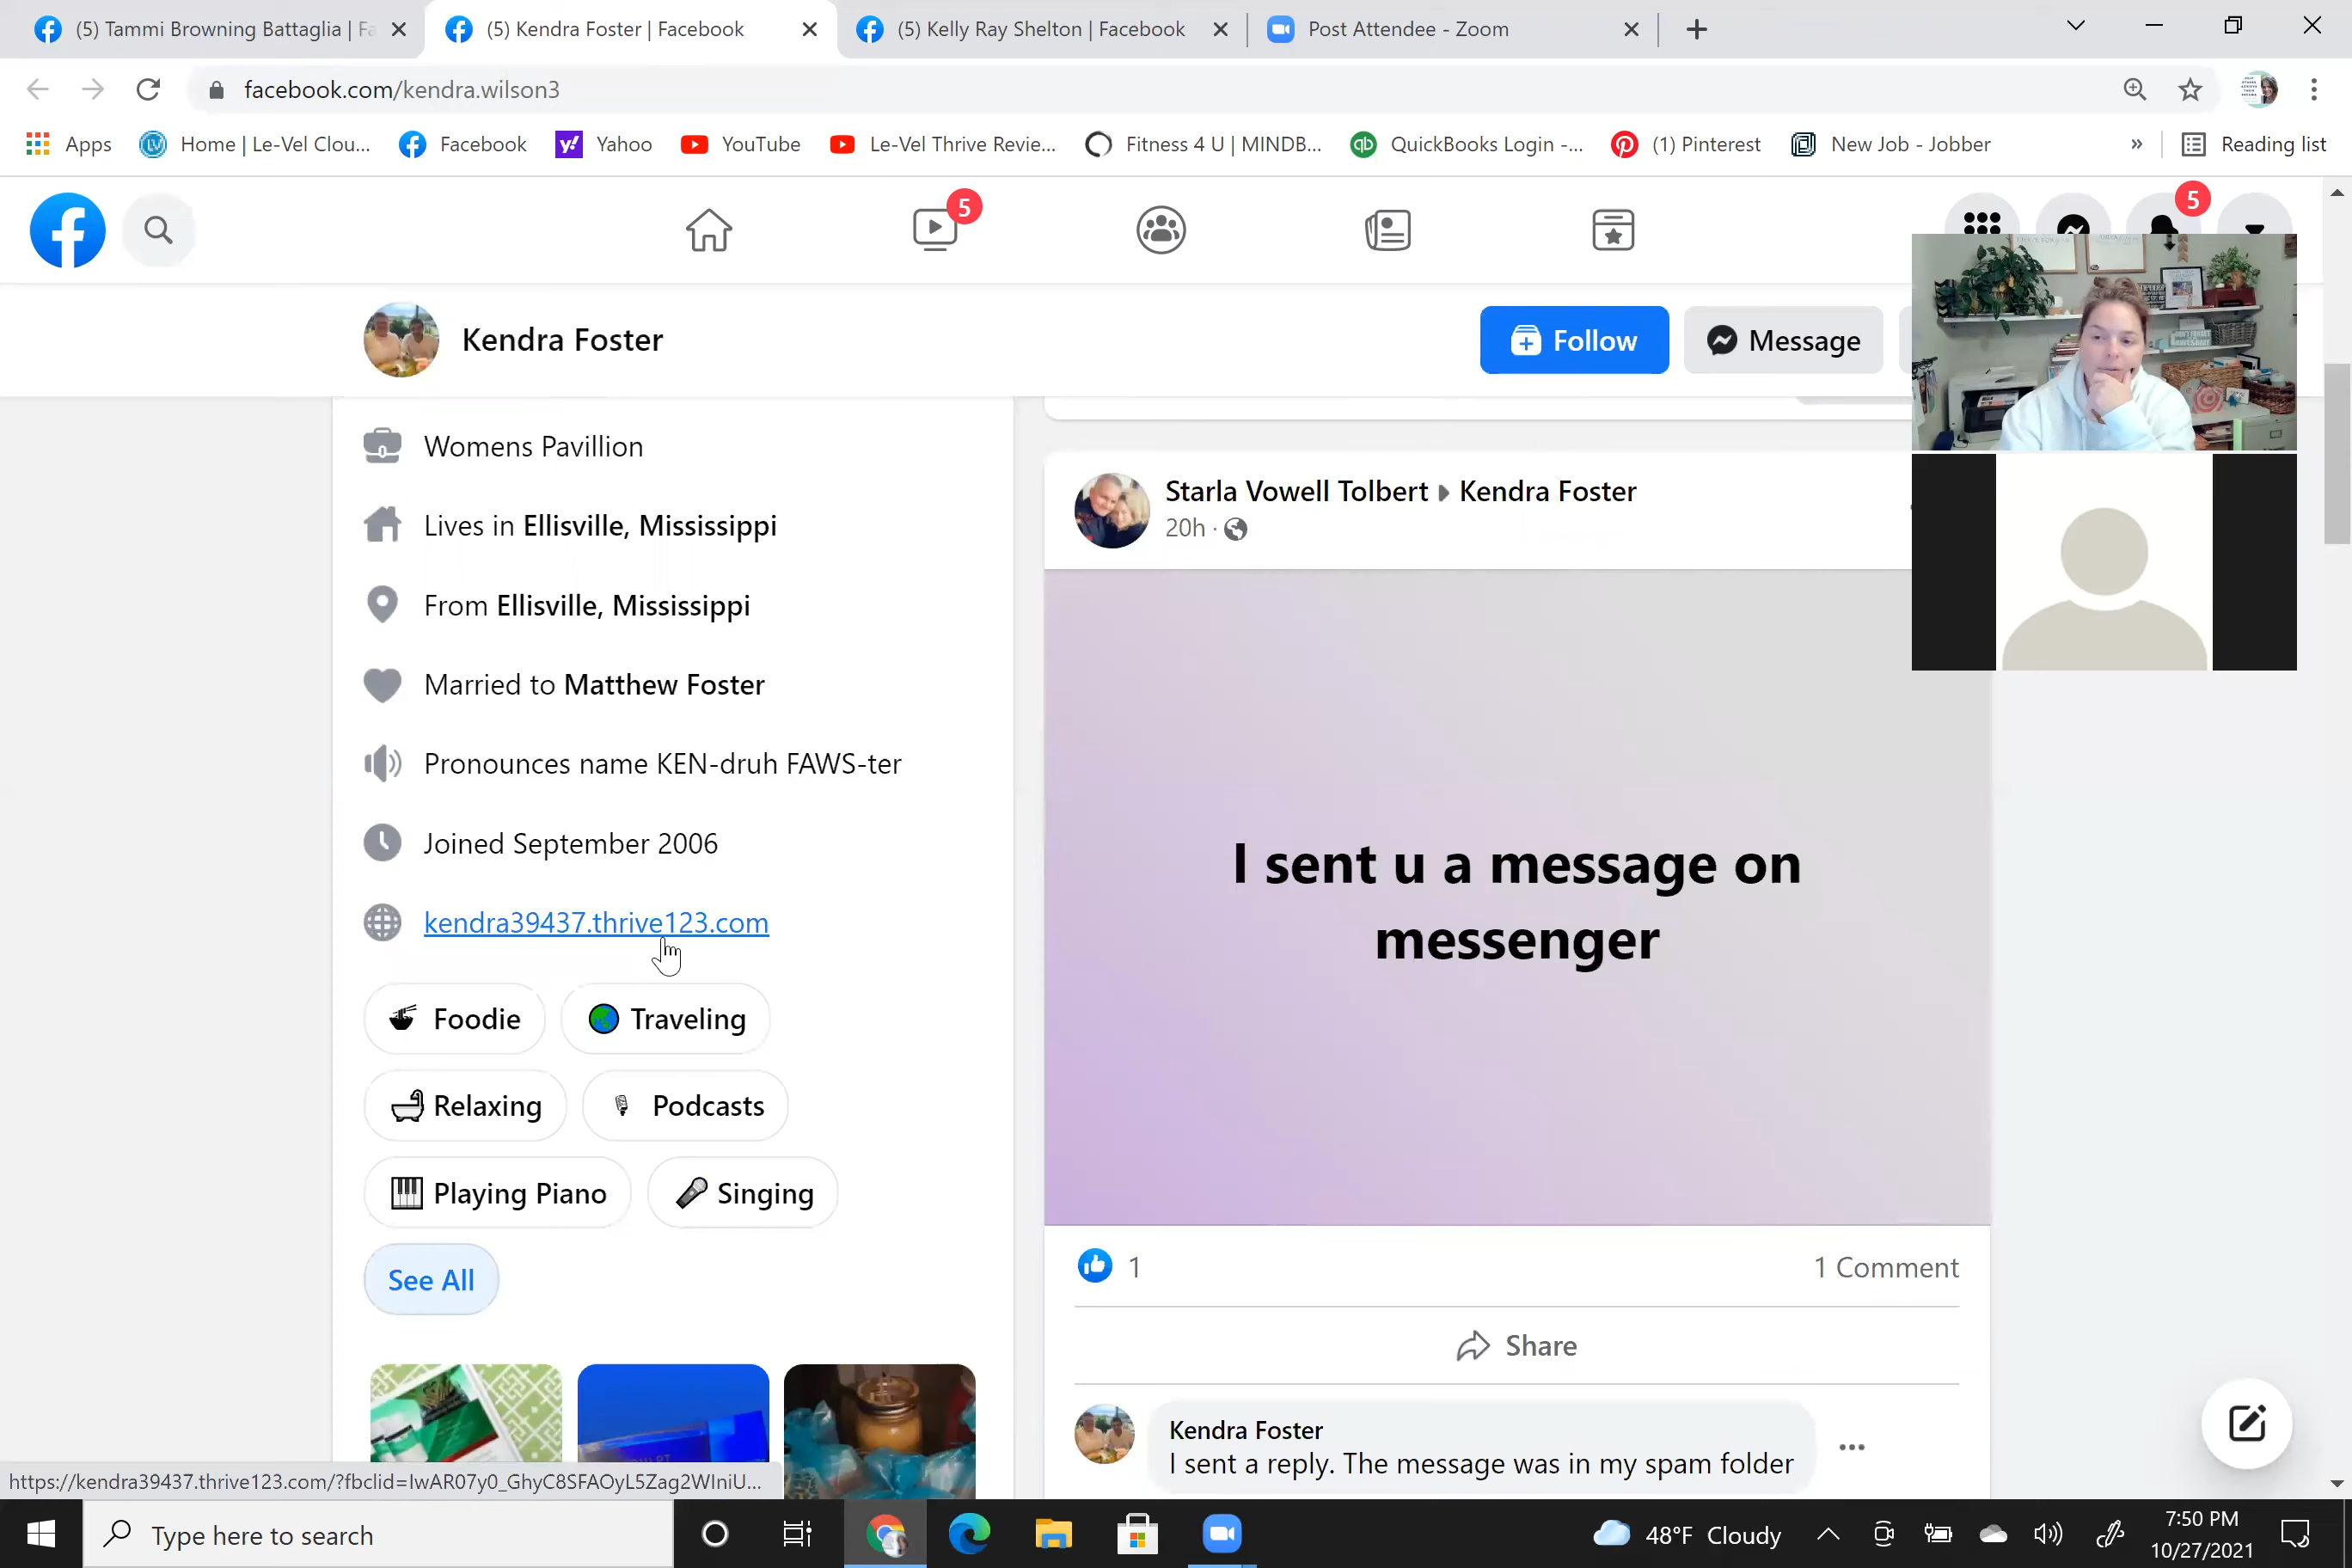 (5) Tammi Browning Battaglia | Fa
(5) Kendra Foster | Facebook
(5) Kelly Ray Shelton | Facebook
Post Attendee - Zoom
facebook.com/kendra.wilson3
Apps
Home | Le-Vel Clou...
Facebook
Yahoo
YouTube
Le-Vel Thrive Revie...
Fitness 4 U | MINDB...
QuickBooks Login -...
(1) Pinterest
New Job - Jobber
»
Reading list
5
5
Kendra Foster
Follow
Message
Womens Pavillion
Lives in Ellisville, Mississippi
From Ellisville, Mississippi
Married to Matthew Foster
Pronounces name KEN-druh FAWS-ter
Joined September 2006
kendra39437.thrive123.com
Foodie
Traveling
Relaxing
Podcasts
Playing Piano
Singing
See All
Starla Vowell Tolbert ▸ Kendra Foster
20h ·
I sent u a message on
messenger
1
1 Comment
Share
Kendra Foster
I sent a reply. The message was in my spam folder
https://kendra39437.thrive123.com/?fbclid=IwAR07y0_GhyC8SFAOyL5Zag2WIniU...
Type here to search
48°F Cloudy
7:50 PM
10/27/2021